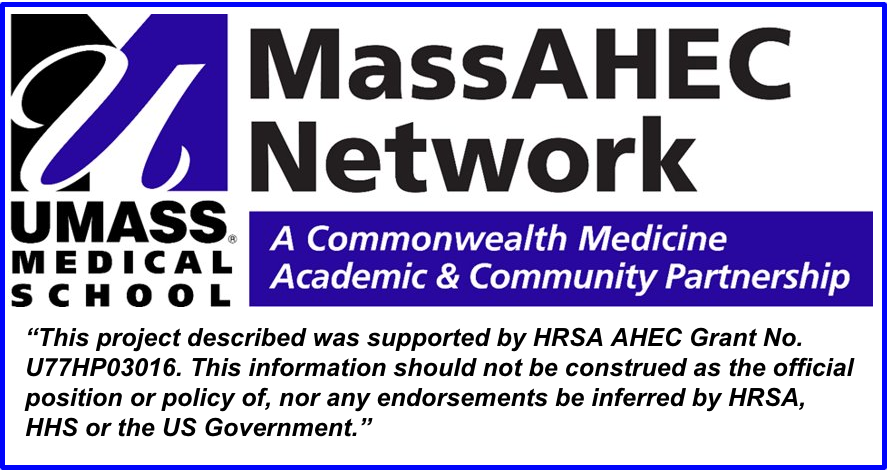 MassAHEC
Network
UMASS®
MEDICAL
SCHOOL
A Commonwealth Medicine
Academic & Community Partnership
“This project described was supported by HRSA AHEC Grant No.
U77HP03016. This information should not be construed as the official
position or policy of, nor any endorsements be inferred by HRSA,
HHS or the US Government.”